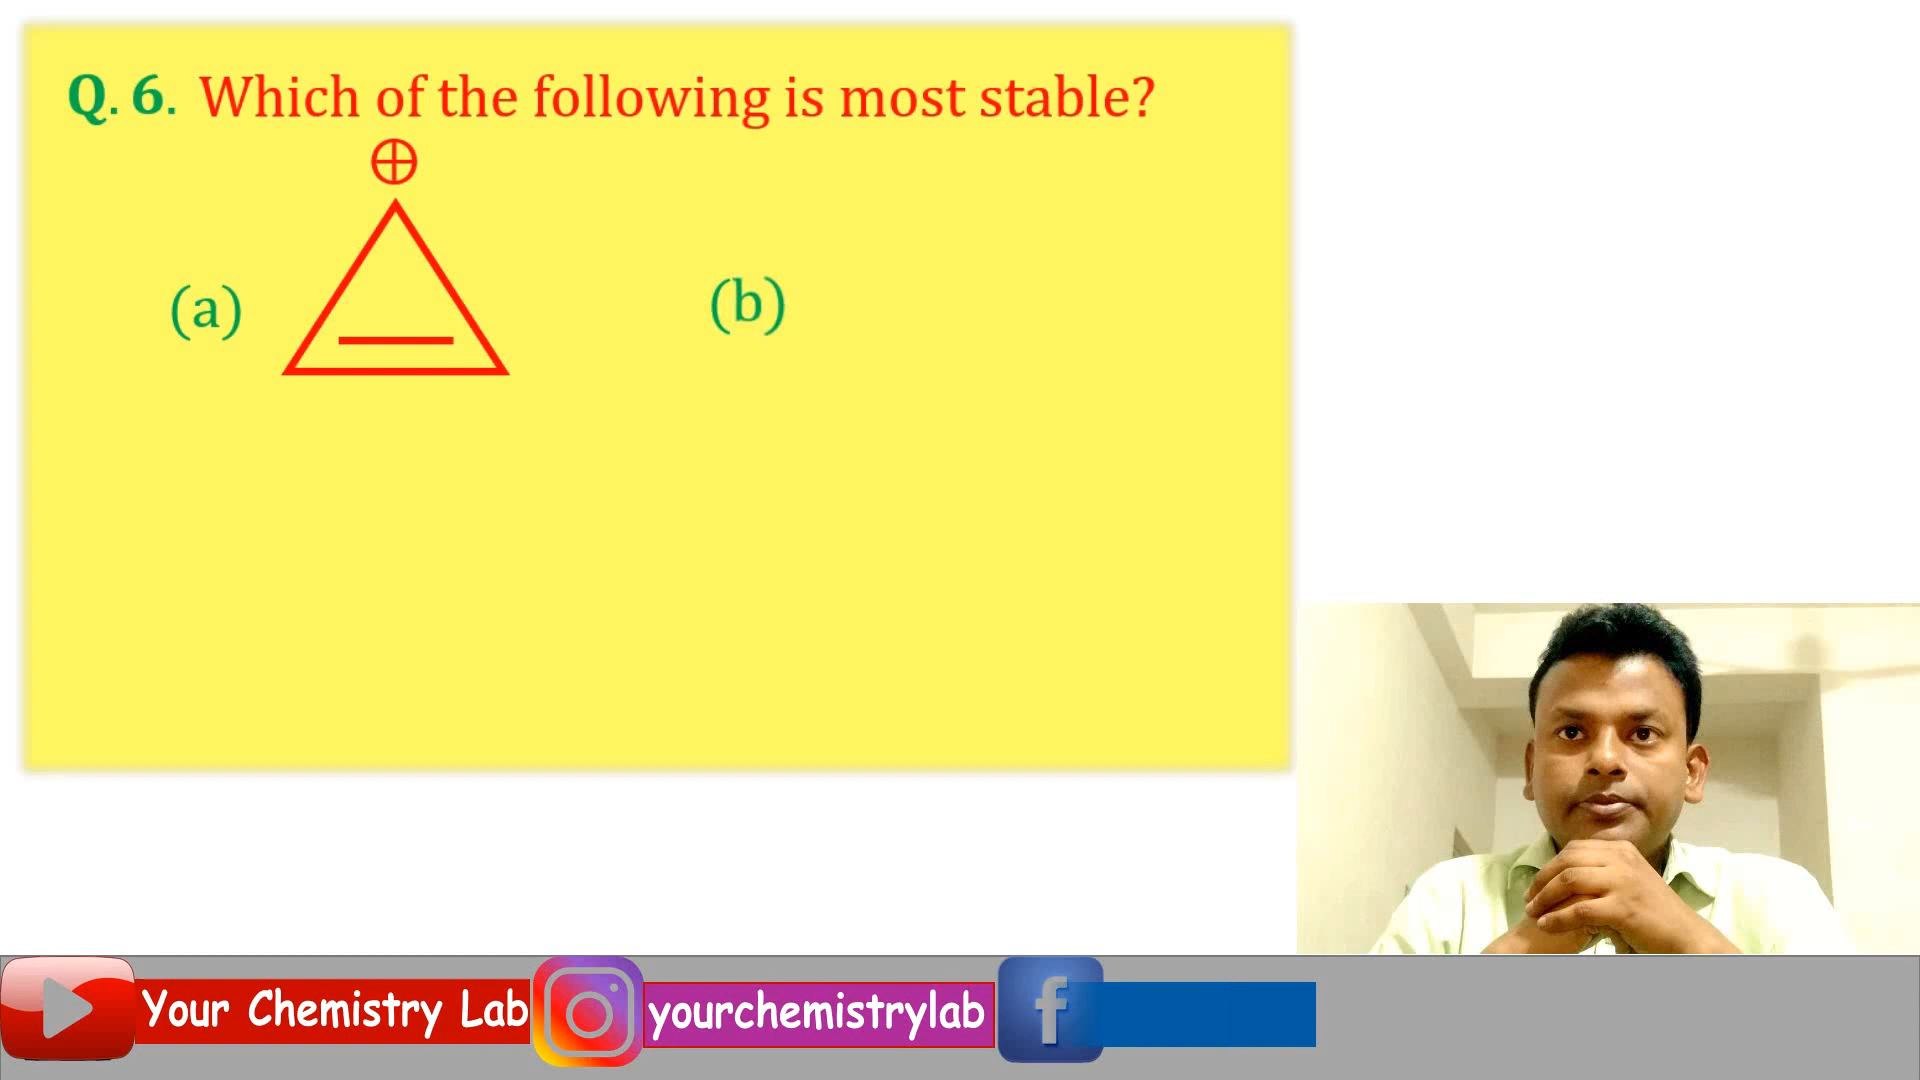 Q. 6. Which of the following is most stable?
⊕
(a) (b)
Your Chemistry Lab yourchemistrylab